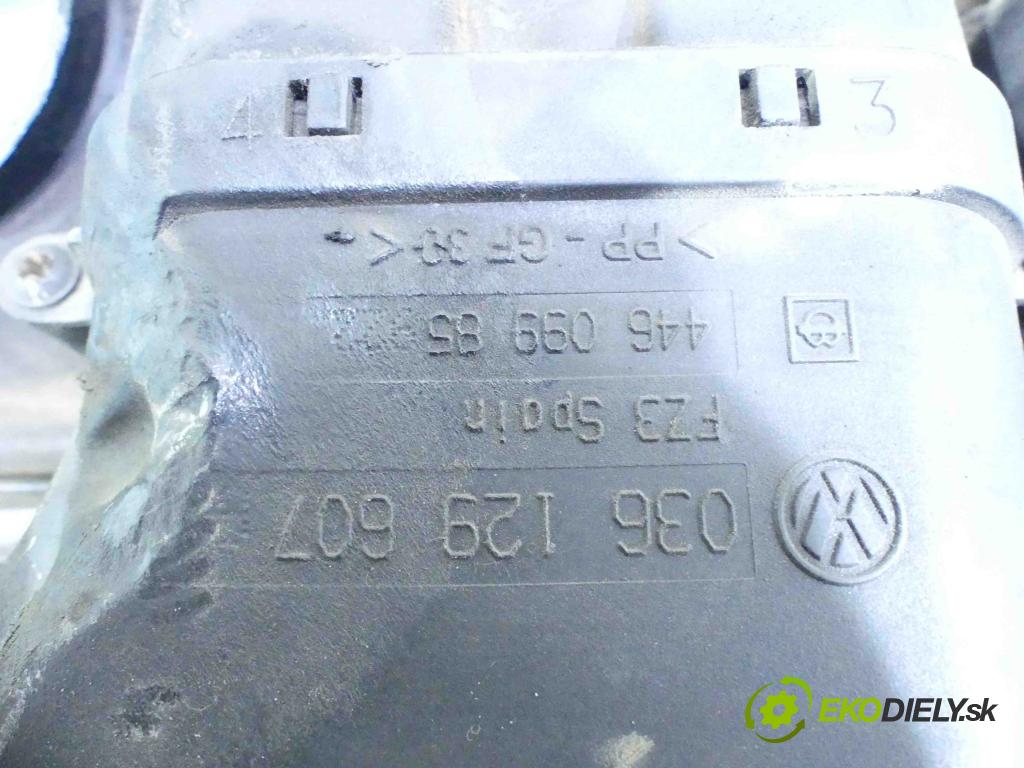 4
3
>PP - GF 30<
446 099 85
FZ3 Spain
036 129 607
EKODIELY.sk